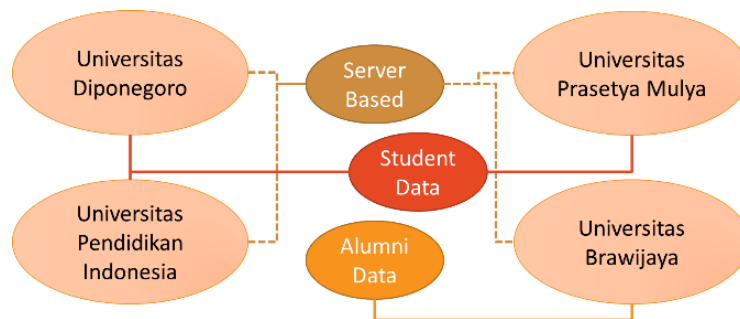 Universitas
Diponegoro
Server
Based
Universitas
Prasetya Mulya
Student
Data
Universitas
Pendidikan
Indonesia
Alumni
Data
Universitas
Brawijaya